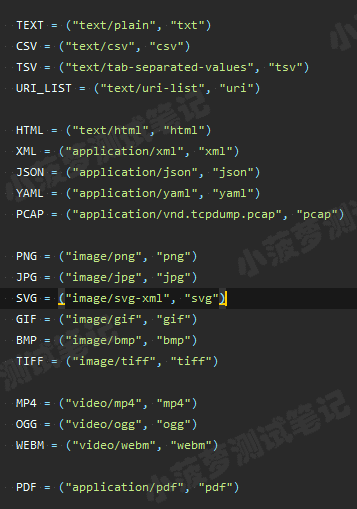 TEXT = ("text/plain", "txt")
CSV = ("text/csv", "csv")
TSV = ("text/tab-separated-values", "tsv")
URI_LIST = ("text/uri-list", "uri")
HTML = ("text/html", "html")
XML = ("application/xml", "xml")
JSON = ("application/json", "json")
YAML = ("application/yaml", "yaml")
PCAP = ("application/vnd.tcpdump.pcap", "pcap")
PNG = ("image/png", "png")
JPG = ("image/jpg", "jpg")
SVG = ("image/svg-xml", "svg")
GIF = ("image/gif", "gif")
BMP = ("image/bmp", "bmp")
TIFF = ("image/tiff", "tiff")
MP4 = ("video/mp4", "mp4")
OGG = ("video/ogg", "ogg")
WEBM = ("video/webm", "webm")
PDF = ("application/pdf", "pdf")
小菠萝测试笔记